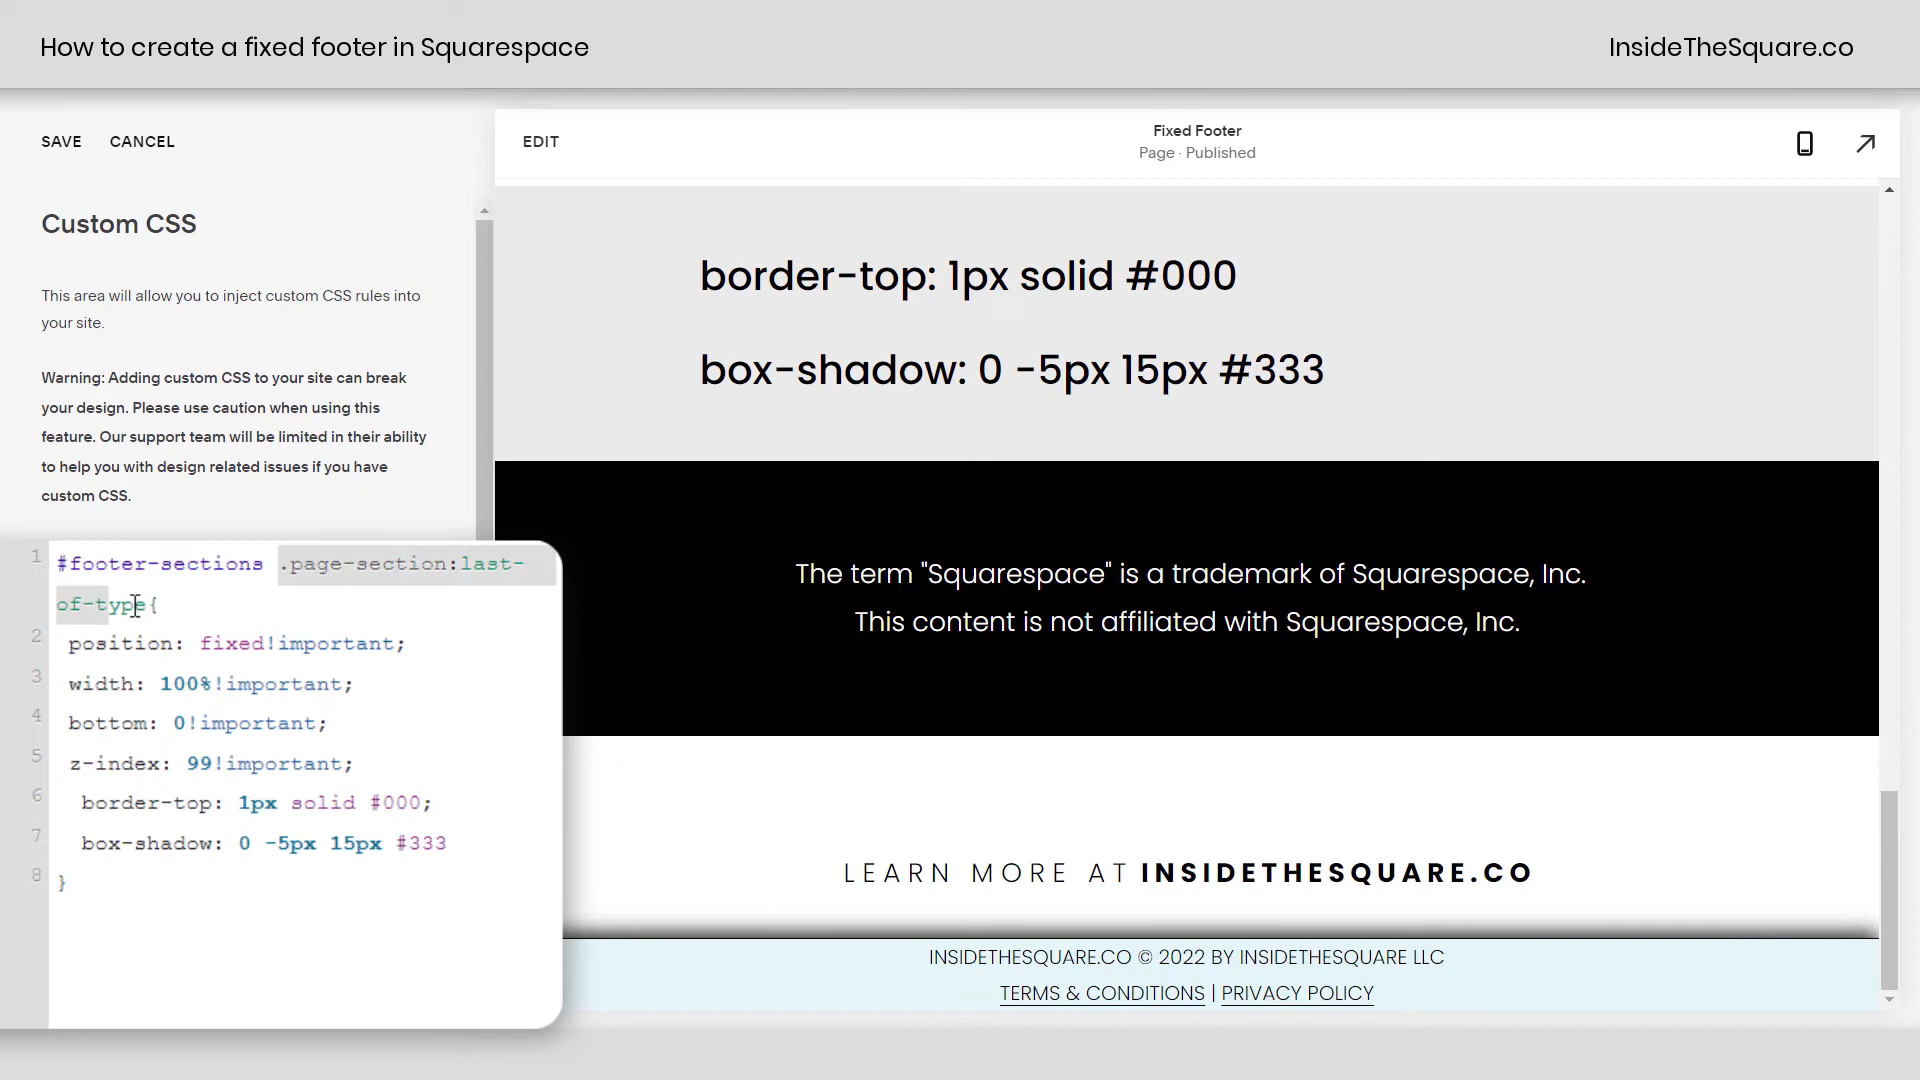 How to create a fixed footer in Squarespace
InsideTheSquare.co
SAVE CANCEL
EDIT
Fixed Footer
Page · Published
Custom CSS
This area will allow you to inject custom CSS rules into
your site.
Warning: Adding custom CSS to your site can break
your design. Please use caution when using this
feature. Our support team will be limited in their ability
to help you with design related issues if you have
custom CSS.
1 #footer-sections .page-section:last-
of-type{
2 position: fixed!important;
3 width: 100%!important;
4 bottom: 0!important;
5 z-index: 99!important;
6 border-top: 1px solid #000;
7 box-shadow: 0 -5px 15px #333
8 }
border-top: 1px solid #000
box-shadow: 0 -5px 15px #333
The term "Squarespace" is a trademark of Squarespace, Inc.
This content is not affiliated with Squarespace, Inc.
LEARN MORE AT INSIDETHESQUARE.CO
INSIDETHESQUARE.CO © 2022 BY INSIDETHESQUARE LLC
TERMS & CONDITIONS | PRIVACY POLICY